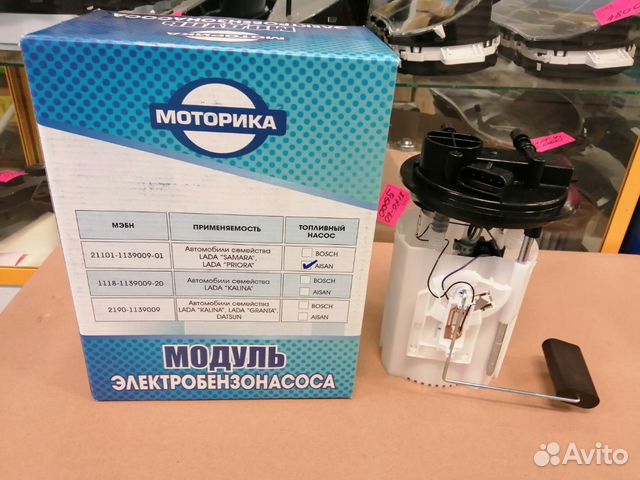 МОТОРИКА
МЭБН ПРИМЕНЯЕМОСТЬ ТОПЛИВНЫЙ НАСОС
21101-1139009-01 Автомобили семейства LADA "SAMARA", LADA "PRIORA" BOSCH AISAN
1118-1139009-20 Автомобили семейства LADA "KALINA" BOSCH AISAN
2190-1139009 Автомобили семейства LADA "KALINA", LADA "GRANTA", DATSUN BOSCH AISAN
МОДУЛЬ
ЭЛЕКТРОБЕНЗОНАСОСА
Avito